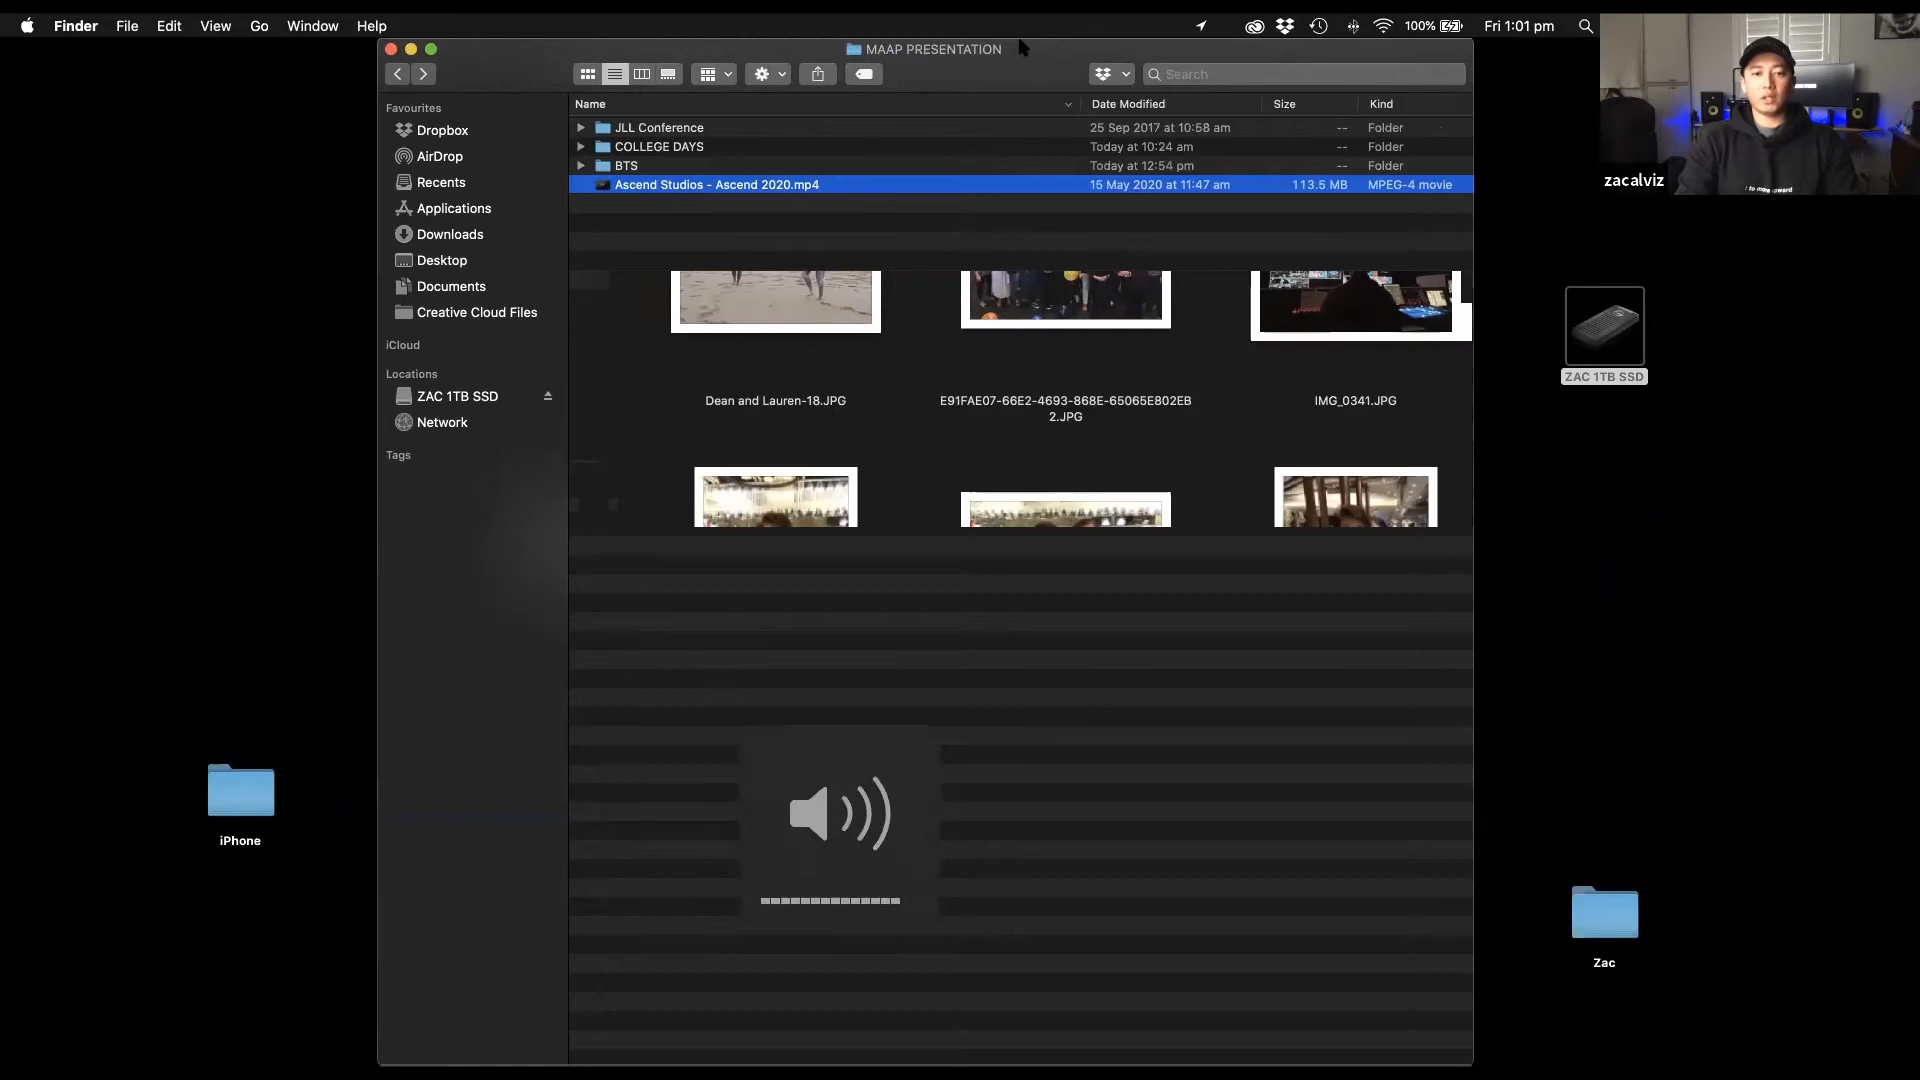 Finder File Edit View Go Window Help 100% Fri 1:01 pm
MAAP PRESENTATION
Search
Favourites
Dropbox
AirDrop
Recents
Applications
Downloads
Desktop
Documents
Creative Cloud Files
iCloud
Locations
ZAC 1TB SSD
Network
Tags
Name Date Modified Size Kind
JLL Conference 25 Sep 2017 at 10:58 am -- Folder
COLLEGE DAYS Today at 10:24 am -- Folder
BTS Today at 12:54 pm -- Folder
Ascend Studios - Ascend 2020.mp4 15 May 2020 at 11:47 am 113.5 MB MPEG-4 movie
Dean and Lauren-18.JPG
E91FAE07-66E2-4693-868E-65065E802EB
2.JPG
IMG_0341.JPG
zacalviz
ZAC 1TB SSD
iPhone
Zac